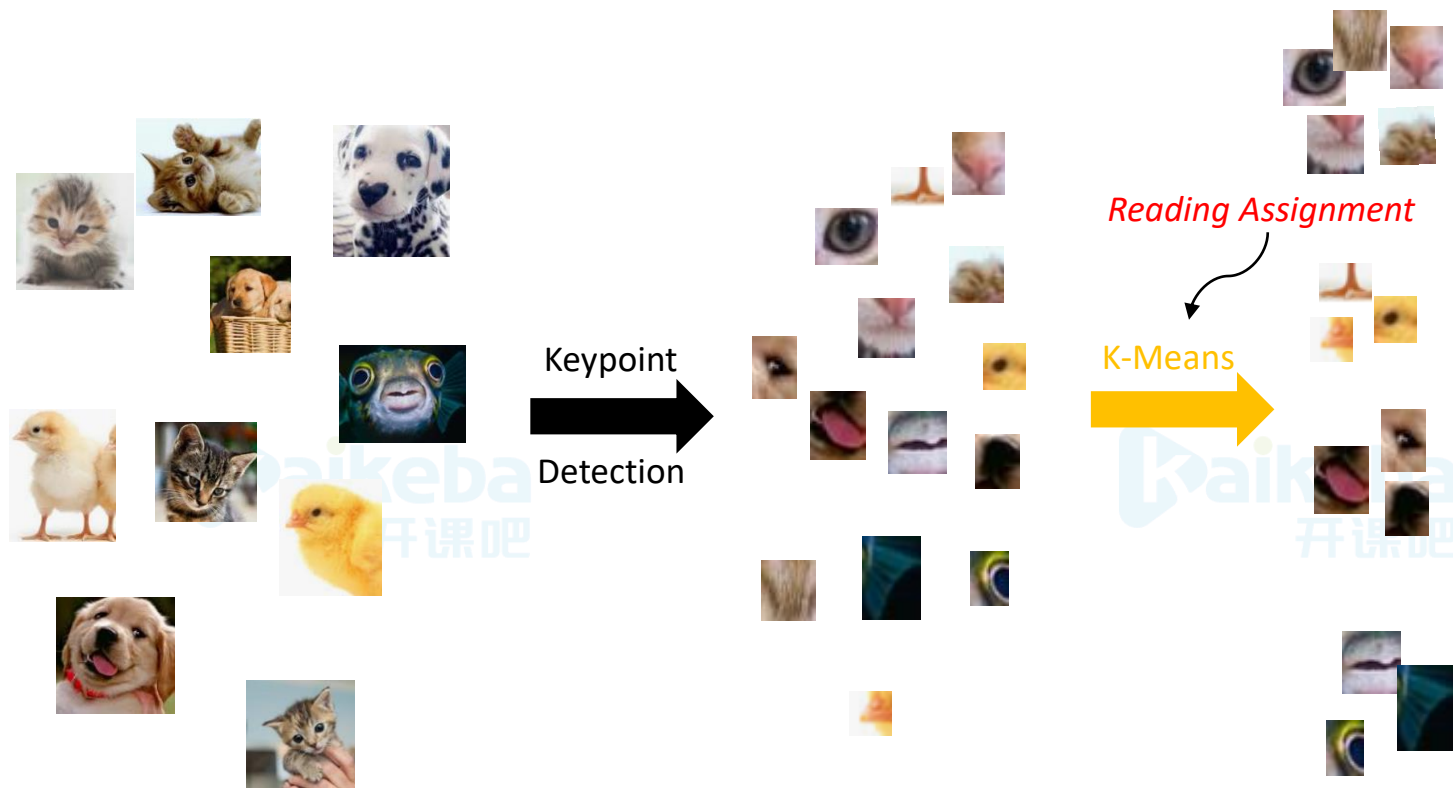 Reading Assignment
Keypoint
Detection
K-Means
Kaikeba
开课吧
Kaikeba
开课吧